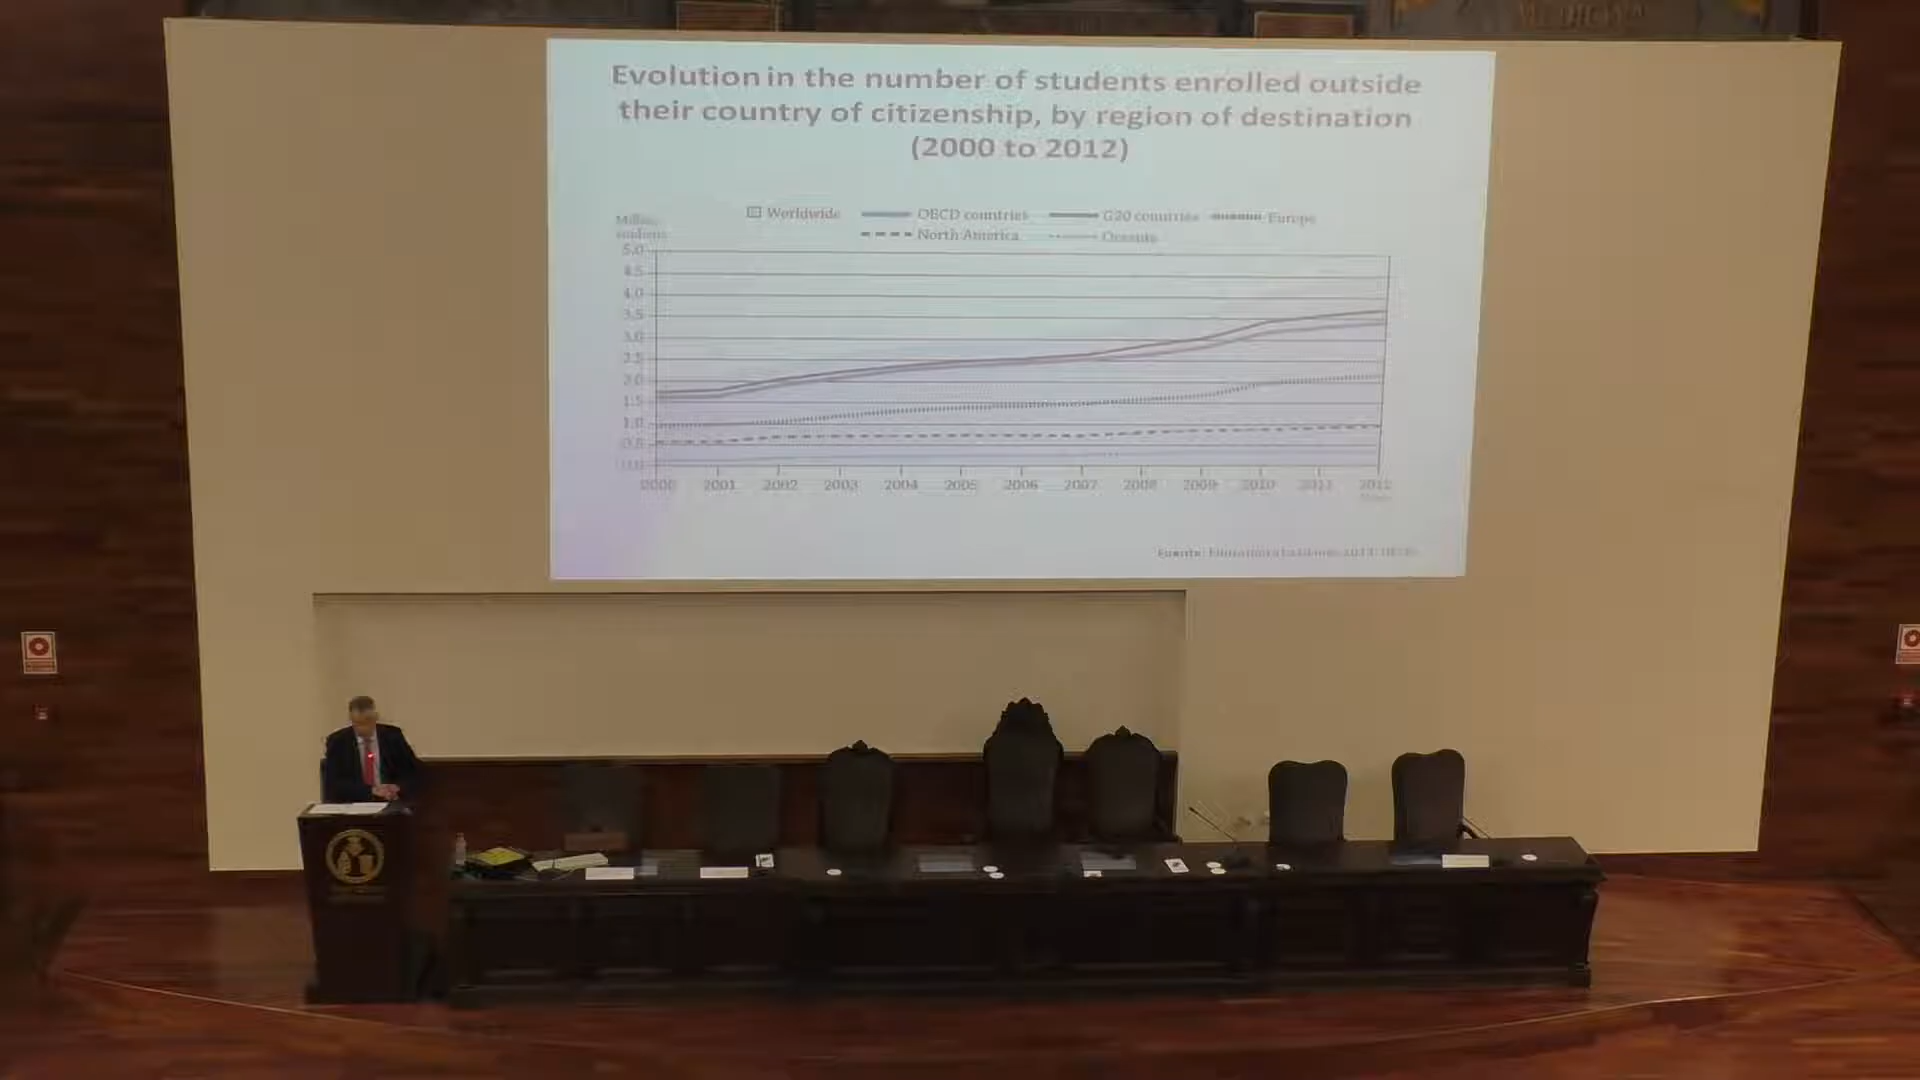 Evolution in the number of students enrolled outside
their country of citizenship, by region of destination
(2000 to 2012)
Worldwide OECD countries G20 countries Europe
North America Oceania
5.0
4.5
4.0
3.5
3.0
2.5
2.0
1.5
1.0
0.5
0.0
2000 2001 2002 2003 2004 2005 2006 2007 2008 2009 2010 2011 2012
Fuente: